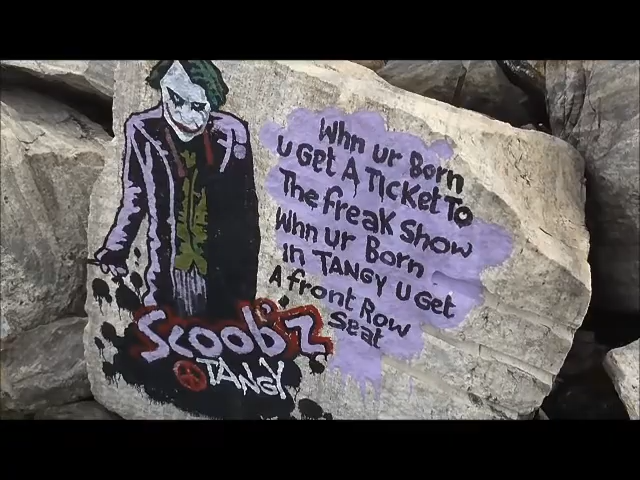 Whn ur Born
u Get A Ticket To
The freak Show
Whn ur Born
in TANGY U Get
A front Row
Seat
Scoob'z
TANGY